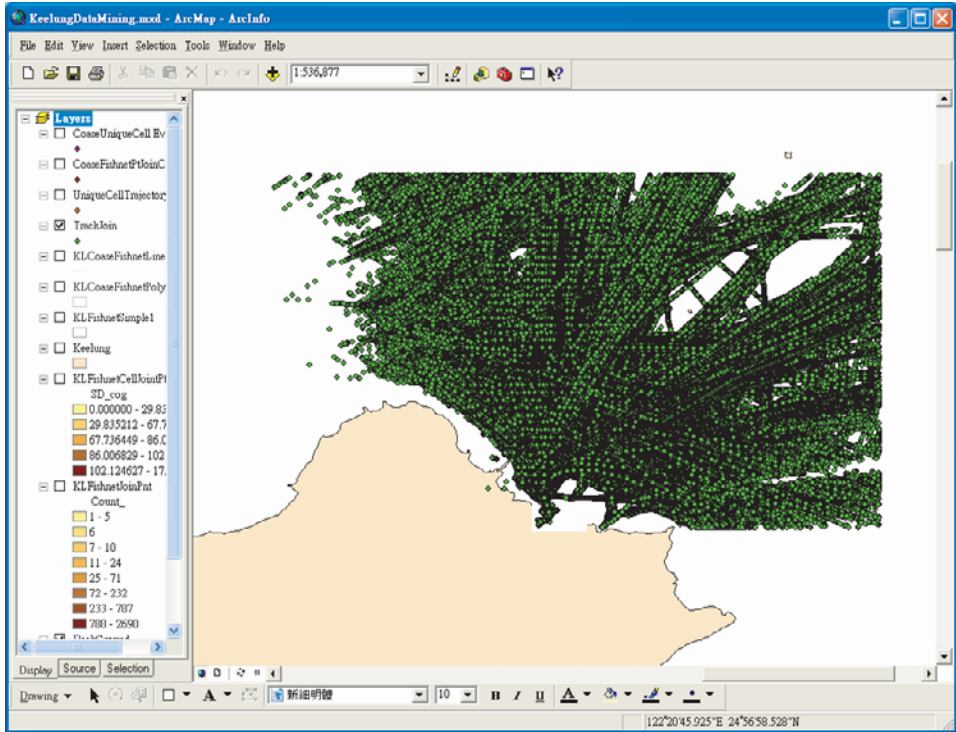 KeelungDataMining.mxd - ArcMap - ArcInfo
File Edit View Insert Selection Tools Window Help
1:536,877
Layers
CoaseUniqueCell Ev
CoaseFishnetPtJoinC
UniqueCellTrajectory
TrackJoin
KLCoaseFishnetLine
KLCoaseFishnetPoly
KLFishnetSimple1
Keelung
KLFishnetCellJointPt
SD_cog
0.000000 - 29.83
29.835212 - 67.7
67.736449 - 86.0
86.006829 - 102
102.124627 - 17.
KLFishnetJoinPnt
Count_
1 - 5
6
7 - 10
11 - 24
25 - 71
72 - 232
233 - 787
788 - 2690
Display Source Selection
Drawing A 新細明體 10 B I U A
122°20'45.925"E 24°56'58.528"N